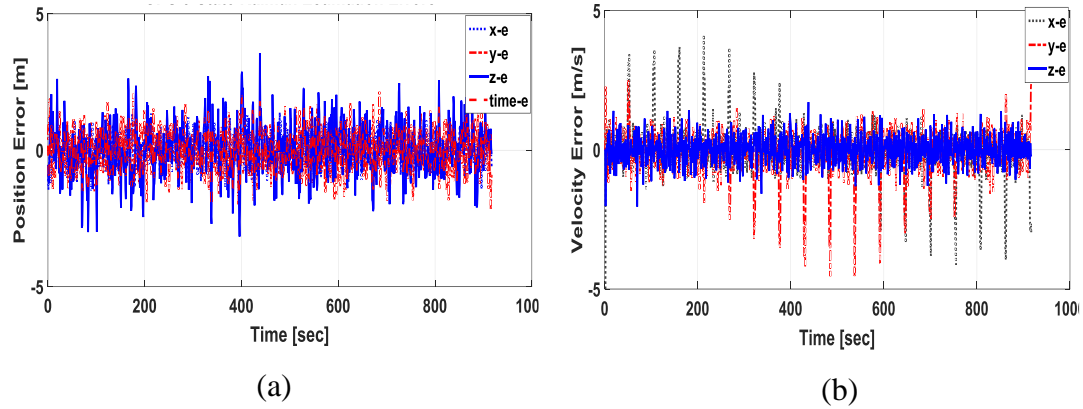 5
0
-5
Position Error [m]
x-e
y-e
z-e
time-e
0
200
400
600
800
100
Time [sec]
(a)
5
0
-5
Velocity Error [m/s]
x-e
y-e
z-e
0
200
400
600
800
100
Time [sec]
(b)